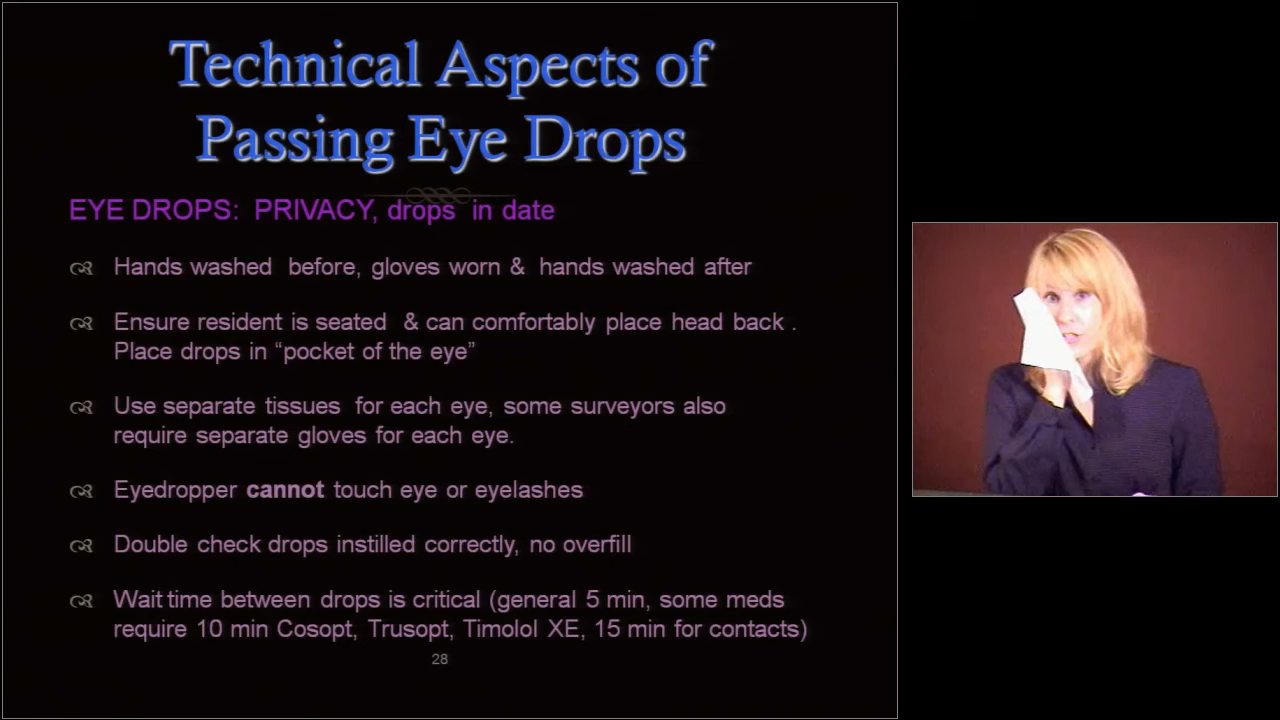 Technical Aspects of
Passing Eye Drops
EYE DROPS: PRIVACY, drops in date
Hands washed before, gloves worn & hands washed after
Ensure resident is seated & can comfortably place head back .
Place drops in “pocket of the eye”
Use separate tissues for each eye, some surveyors also
require separate gloves for each eye.
Eyedropper cannot touch eye or eyelashes
Double check drops instilled correctly, no overfill
Wait time between drops is critical (general 5 min, some meds
require 10 min Cosopt, Trusopt, Timolol XE, 15 min for contacts)
28